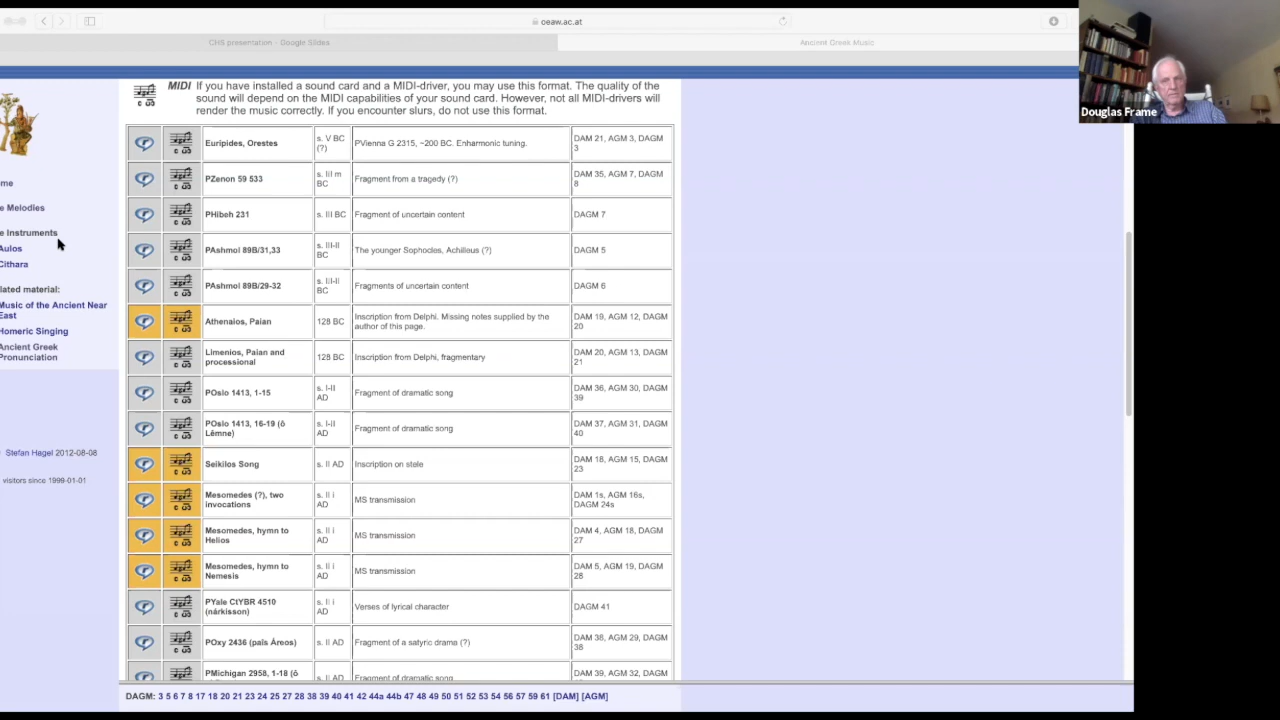 oeaw.ac.at
CHS presentation - Google Slides
Ancient Greek Music
Douglas Frame
me
e Melodies
e Instruments
Aulos
Cithara
lated material:
Music of the Ancient Near
East
Homeric Singing
Ancient Greek
Pronunciation
Stefan Hagel 2012-08-08
visitors since 1999-01-01
MIDI If you have installed a sound card and a MIDI-driver, you may use this format. The quality of
the sound will depend on the MIDI capabilities of your sound card. However, not all MIDI-drivers will
render the music correctly. If you encounter slurs, do not use this format.
Euripides, Orestes
s. V BC
(?)
PVienna G 2315, ~200 BC. Enharmonic tuning.
DAM 21, AGM 3, DAGM
3
PZenon 59 533
s. III m
BC
Fragment from a tragedy (?)
DAM 35, AGM 7, DAGM
8
PHibeh 231
s. III BC
Fragment of uncertain content
DAGM 7
PAshmol 89B/31,33
s. III-II
BC
The younger Sophocles, Achilleus (?)
DAGM 5
PAshmol 89B/29-32
s. III-II
BC
Fragments of uncertain content
DAGM 6
Athenaios, Paian
128 BC
Inscription from Delphi. Missing notes supplied by the
author of this page.
DAM 19, AGM 12, DAGM
20
Limenios, Paian and
processional
128 BC
Inscription from Delphi, fragmentary
DAM 20, AGM 13, DAGM
21
POslo 1413, 1-15
s. I-II
AD
Fragment of dramatic song
DAM 36, AGM 30, DAGM
39
POslo 1413, 16-19 (ō
Lêmne)
s. I-II
AD
Fragment of dramatic song
DAM 37, AGM 31, DAGM
40
Seikilos Song
s. II AD
Inscription on stele
DAM 18, AGM 15, DAGM
23
Mesomedes (?), two
invocations
s. II i
AD
MS transmission
DAM 1s, AGM 16s,
DAGM 24s
Mesomedes, hymn to
Helios
s. II i
AD
MS transmission
DAM 4, AGM 18, DAGM
27
Mesomedes, hymn to
Nemesis
s. II i
AD
MS transmission
DAM 5, AGM 19, DAGM
28
PYale CtYBR 4510
(nárkisson)
s. II i
AD
Verses of lyrical character
DAGM 41
POxy 2436 (paîs Áreos)
s. II AD
Fragment of a satyric drama (?)
DAM 38, AGM 29, DAGM
38
PMichigan 2958, 1-18 (ō
s. II AD
Fragment of dramatic song
DAM 39, AGM 32, DAGM
DAGM: 3 5 6 7 8 17 18 20 21 23 24 25 27 28 38 39 40 41 42 44a 44b 47 48 49 50 51 52 53 54 56 57 59 61 [DAM] [AGM]